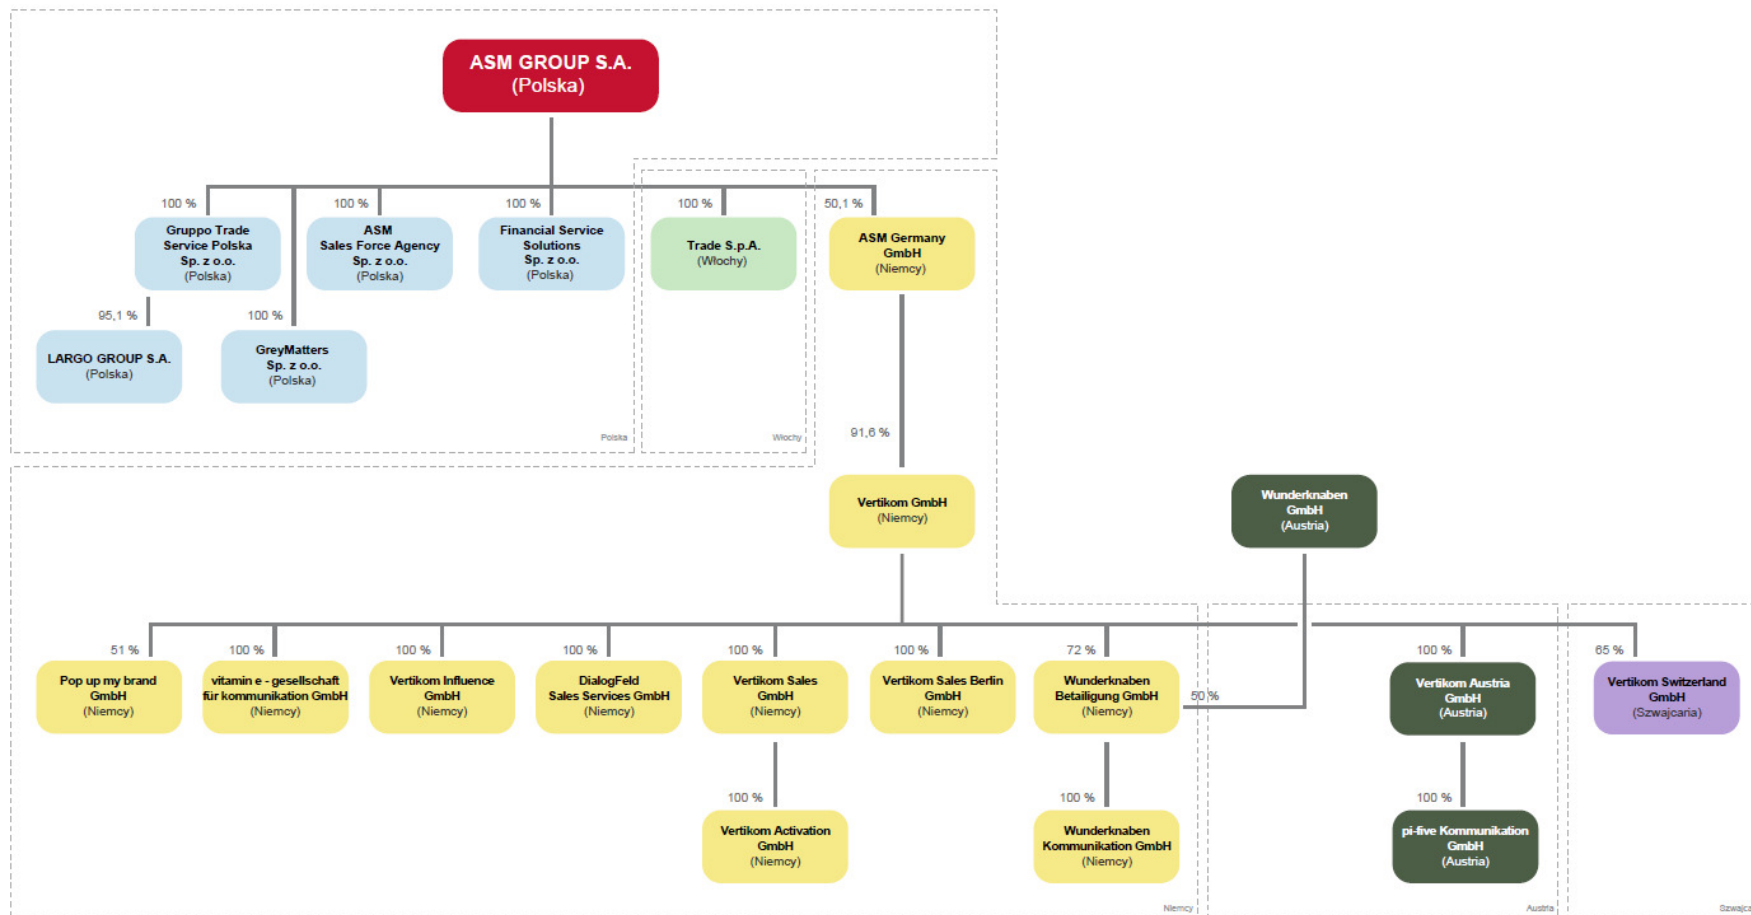 ASM GROUP S.A.
(Polska)
100 %
100 %
100 %
100 %
50,1 %
Gruppo Trade
Service Polska
Sp. z o.o.
(Polska)
ASM
Sales Force Agency
Sp. z o.o.
(Polska)
Financial Service
Solutions
Sp. z o.o.
(Polska)
Trade S.p.A.
(Włochy)
ASM Germany
GmbH
(Niemcy)
95,1 %
100 %
LARGO GROUP S.A.
(Polska)
GreyMatters
Sp. z o.o.
(Polska)
Polska
Włochy
91,6 %
Vertikom GmbH
(Niemcy)
Wunderknaben
GmbH
(Austria)
51 %
100 %
100 %
100 %
100 %
100 %
72 %
100 %
65 %
Pop up my brand
GmbH
(Niemcy)
vitamin e - gesellschaft
für kommunikation GmbH
(Niemcy)
Vertikom Influence
GmbH
(Niemcy)
DialogFeld
Sales Services GmbH
(Niemcy)
Vertikom Sales
GmbH
(Niemcy)
Vertikom Sales Berlin
GmbH
(Niemcy)
Wunderknaben
Betailigung GmbH
(Niemcy)
50 %
Vertikom Austria
GmbH
(Austria)
Vertikom Switzerland
GmbH
(Szwajcaria)
100 %
100 %
100 %
Vertikom Activation
GmbH
(Niemcy)
Wunderknaben
Kommunikation GmbH
(Niemcy)
pi-five Kommunikation
GmbH
(Austria)
Niemcy
Austria
Szwajca